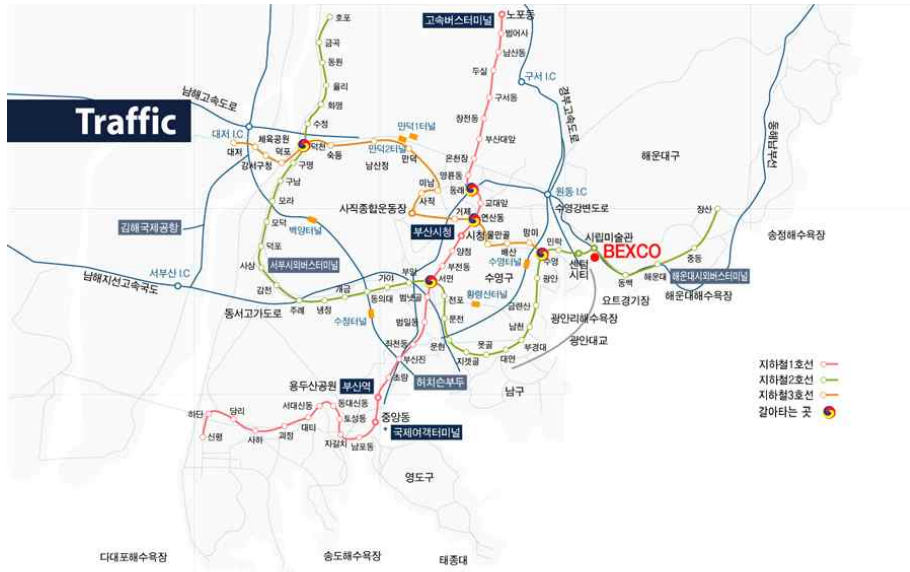 Traffic
고속버스터미널
노포동
범어사
남산동
두실
구서동
장전동
부산대앞
온천장
명륜동
동래
교대앞
연산동
시청
부산시청
양정
부전동
서면
범냇골
범일동
좌천동
부산진
초량
부산역
중앙동
국제여객터미널
남포동
자갈치
토성동
동대신동
서대신동
대티
괴정
사하
당리
하단
신평
용두산공원
호포
금곡
동원
율리
화명
수정
덕천
구명
구남
모라
모덕
덕포
사상
감전
주례
냉정
개금
동의대
가야
부암
전포
문전
문현
지겟골
못골
대연
부경대
남천
금련산
광안
수영
민락
센텀
시티
시립미술관
BEXCO
동백
해운대
중동
장산
대저
체육공원
강서구청
덕포
숙등
남산정
만덕
미남
사직
사직종합운동장
거제
물만골
배산
망미
남해고속도로
대저 I.C
만덕1터널
만덕2터널
구서 I.C
경부고속도로
동해남부선
해운대구
원동 I.C
수영강변도로
송정해수욕장
김해국제공항
백양터널
서부시외버스터미널
서부산 I.C
남해지선고속국도
동서고가도로
수정터널
수영터널
수영구
황령산터널
요트경기장
해운대시외버스터미널
해운대해수욕장
광안리해수욕장
광안대교
허치슨부두
남구
영도구
태종대
송도해수욕장
다대포해수욕장
지하철1호선
지하철2호선
지하철3호선
갈아타는 곳